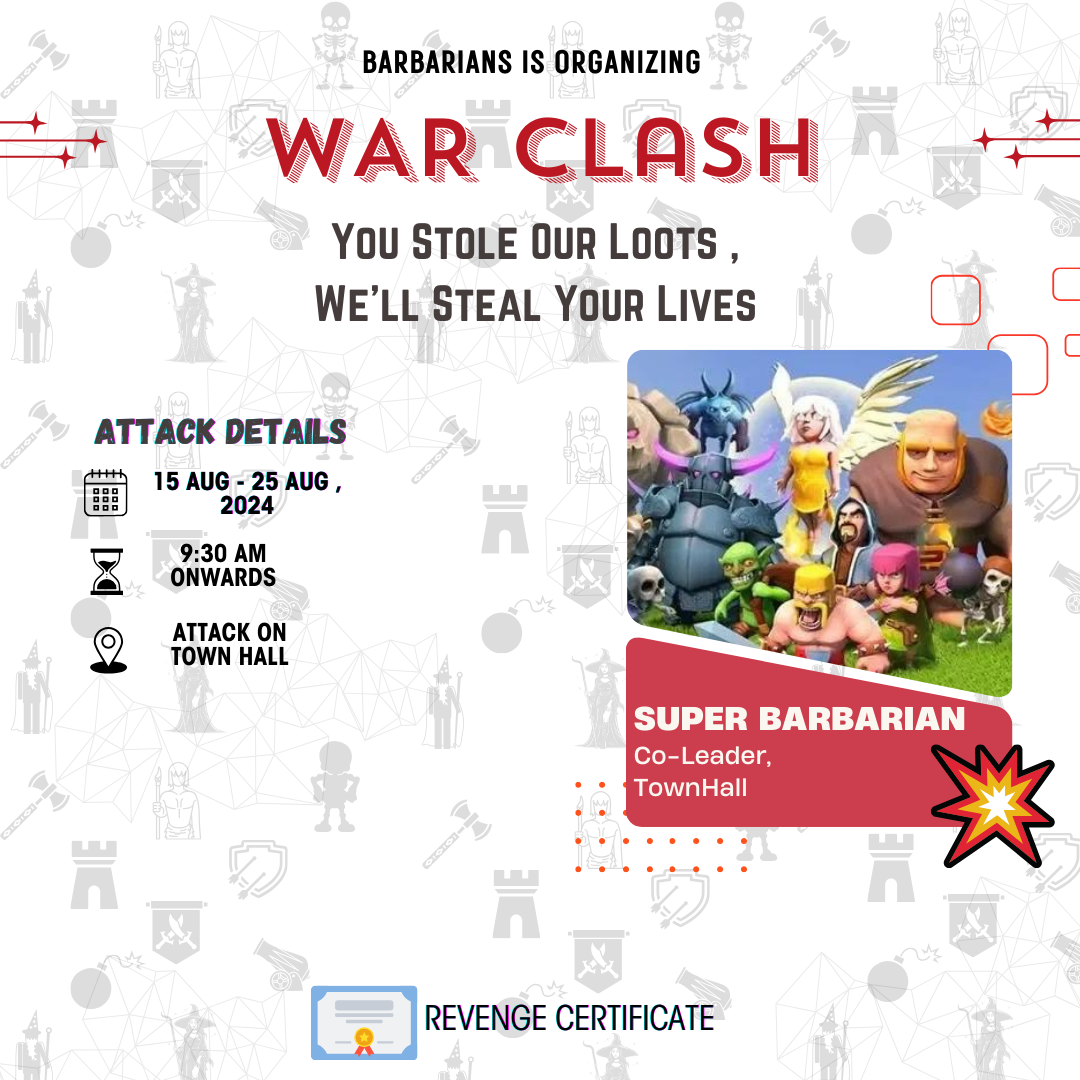 BARBARIANS IS ORGANIZING
WAR CLASH
You Stole Our Loots ,
We'll Steal Your Lives
ATTACK DETAILS
15 AUG - 25 AUG ,
2024
9:30 AM
ONWARDS
ATTACK ON
TOWN HALL
SUPER BARBARIAN
Co-Leader,
TownHall
REVENGE CERTIFICATE